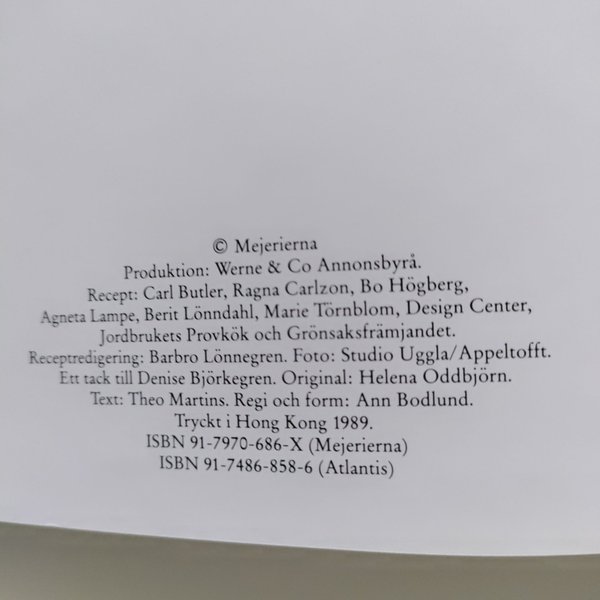 © Mejerierna
Produktion: Werne & Co Annonsbyrå.
Recept: Carl Butler, Ragna Carlzon, Bo Högberg,
Agneta Lampe, Berit Lönndahl, Marie Törnblom, Design Center,
Jordbrukets Provkök och Grönsaksfrämjandet.
Receptredigering: Barbro Lönnegren. Foto: Studio Uggla/Appeltofft.
Ett tack till Denise Björkegren. Original: Helena Oddbjörn.
Text: Theo Martins. Regi och form: Ann Bodlund.
Tryckt i Hong Kong 1989.
ISBN 91-7970-686-X (Mejerierna)
ISBN 91-7486-858-6 (Atlantis)